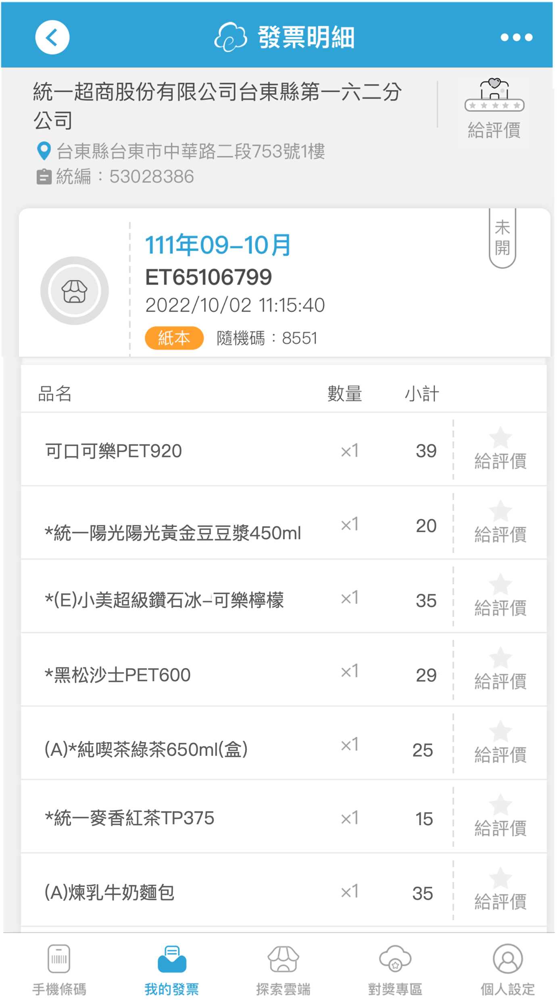 發票明細
統一超商股份有限公司台東縣第一六二分
公司
給評價
台東縣台東市中華路二段753號1樓
統編：53028386
未
開
111年09-10月
ET65106799
2022/10/02 11:15:40
紙本 隨機碼：8551
品名 數量 小計
可口可樂PET920 x1 39 給評價
*統一陽光陽光黃金豆豆漿450ml x1 20 給評價
*(E)小美超級鑽石冰-可樂檸檬 x1 35 給評價
*黑松沙士PET600 x1 29 給評價
(A)*純喫茶綠茶650ml(盒) x1 25 給評價
*統一麥香紅茶TP375 x1 15 給評價
(A)煉乳牛奶麵包 x1 35 給評價
手機條碼 我的發票 探索雲端 對獎專區 個人設定